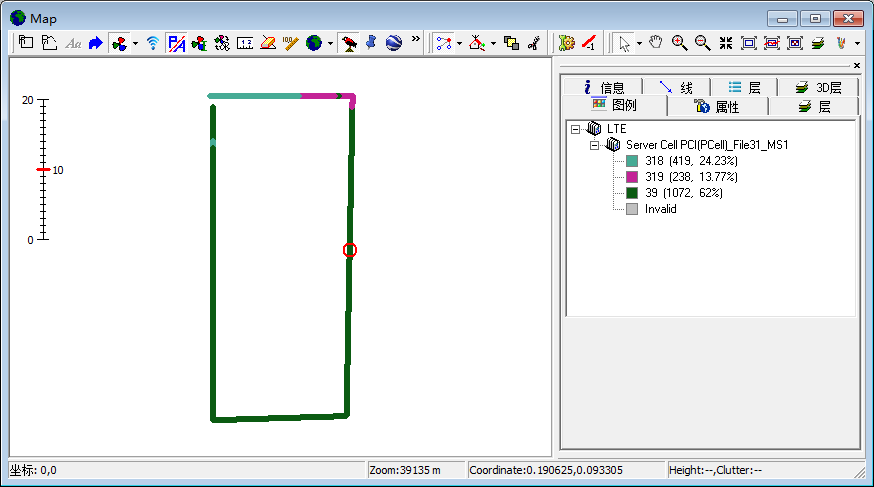 Map
Aa
»
20
10
0
信息
线
层
3D层
图例
属性
层
LTE
Server Cell PCI(PCell)_File31_MS1
318 (419, 24.23%)
319 (238, 13.77%)
39 (1072, 62%)
Invalid
坐标: 0,0
Zoom:39135 m
Coordinate:0.190625,0.093305
Height:--,Clutter:--